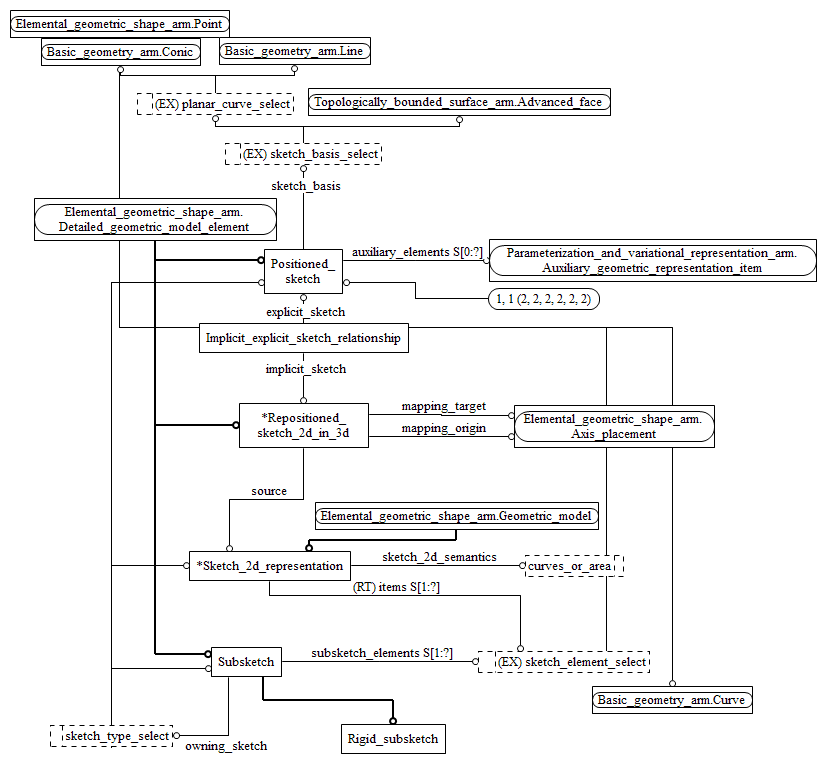 Elemental_geometric_shape_arm.Point
Basic_geometry_arm.Conic
Basic_geometry_arm.Line
(EX) planar_curve_select
Topologically_bounded_surface_arm.Advanced_face
(EX) sketch_basis_select
sketch_basis
Elemental_geometric_shape_arm.
Detailed_geometric_model_element
auxiliary_elements S[0:?]
Parameterization_and_variational_representation_arm.
Auxiliary_geometric_representation_item
Positioned_
sketch
1, 1 (2, 2, 2, 2, 2, 2)
explicit_sketch
Implicit_explicit_sketch_relationship
implicit_sketch
*Repositioned_
sketch_2d_in_3d
mapping_target
mapping_origin
Elemental_geometric_shape_arm.
Axis_placement
source
Elemental_geometric_shape_arm.Geometric_model
*Sketch_2d_representation
sketch_2d_semantics
curves_or_area
(RT) items S[1:?]
Subsketch
subsketch_elements S[1:?]
(EX) sketch_element_select
Basic_geometry_arm.Curve
sketch_type_select
owning_sketch
Rigid_subsketch